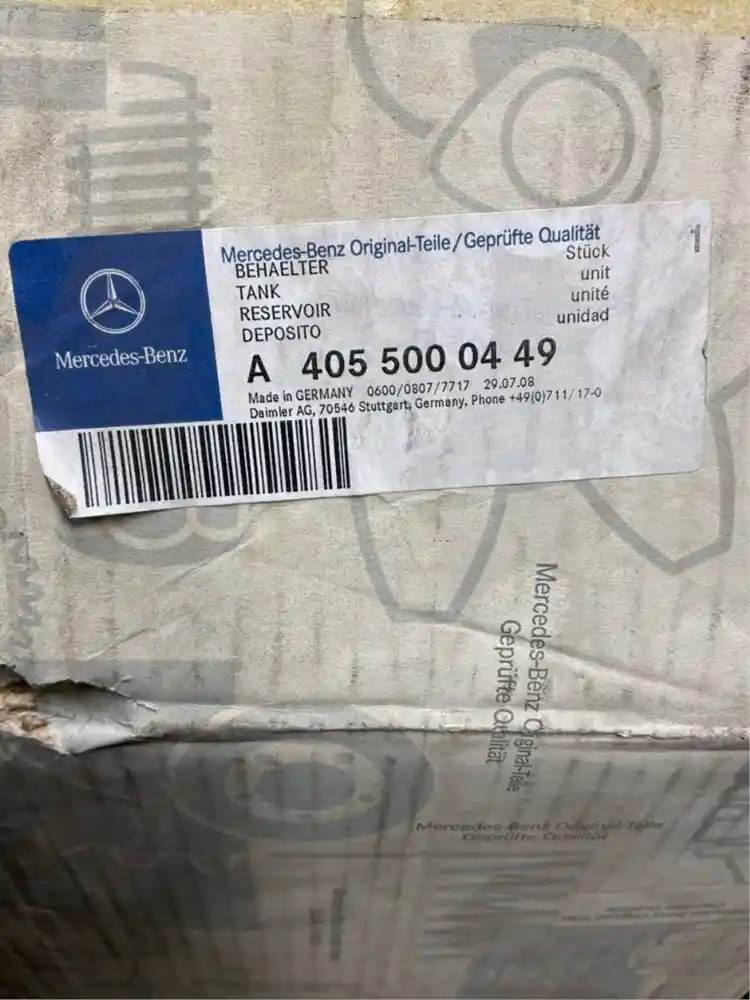 Mercedes-Benz Original-Teile/Geprüfte Qualität
1
BEHAELTER
Stück
TANK
unit
RESERVOIR
unité
DEPOSITO
unidad
Mercedes-Benz
A 405 500 04 49
Made in GERMANY 0600/0807/7717 29.07.08
Daimler AG, 70546 Stuttgart, Germany, Phone +49(0)711/17-0
Mercedes-Benz Original-Teile
Geprüfte Qualität
Mercedes-Benz Original-Teile
Geprüfte Qualität